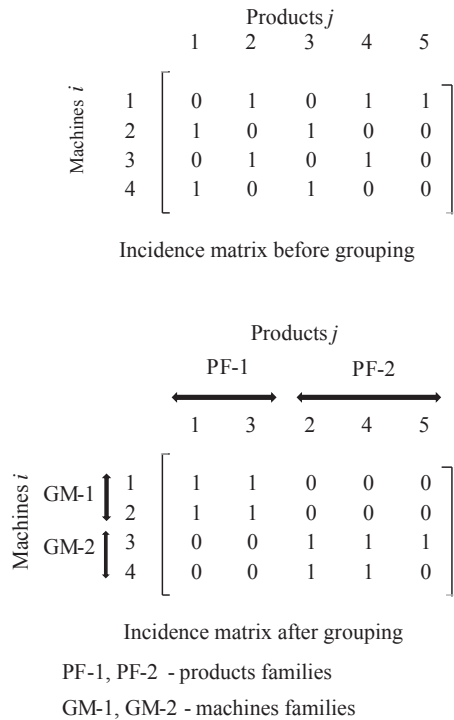 Products j
1 2 3 4 5
Machines i
1 0 1 0 1 1
2 1 0 1 0 0
3 0 1 0 1 0
4 1 0 1 0 0
Incidence matrix before grouping
Products j
PF-1 PF-2
1 3 2 4 5
Machines i
GM-1
1 1 1 0 0 0
2 1 1 0 0 0
GM-2
3 0 0 1 1 1
4 0 0 1 1 0
Incidence matrix after grouping
PF-1, PF-2 - products families
GM-1, GM-2 - machines families